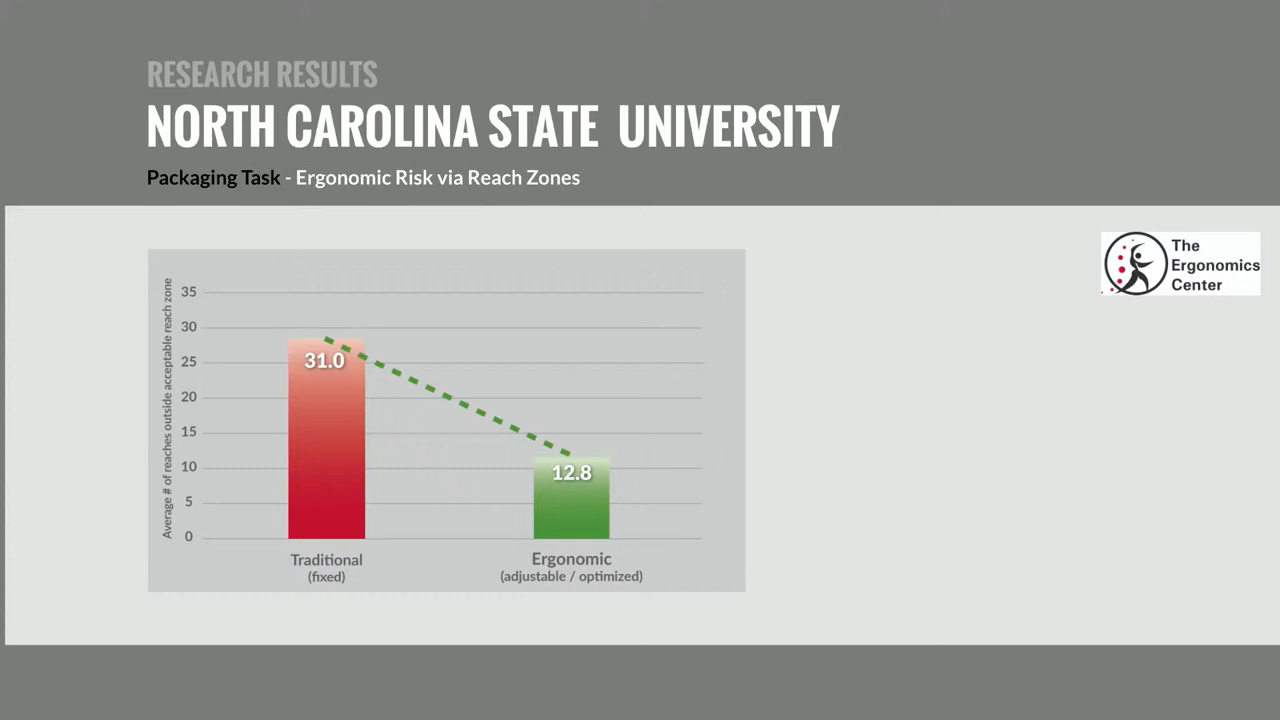 RESEARCH RESULTS
NORTH CAROLINA STATE UNIVERSITY
Packaging Task - Ergonomic Risk via Reach Zones
The
Ergonomics
Center
Average # of reaches outside acceptable reach zone
35
30
25
20
15
10
5
0
31.0
12.8
Traditional
(fixed)
Ergonomic
(adjustable / optimized)